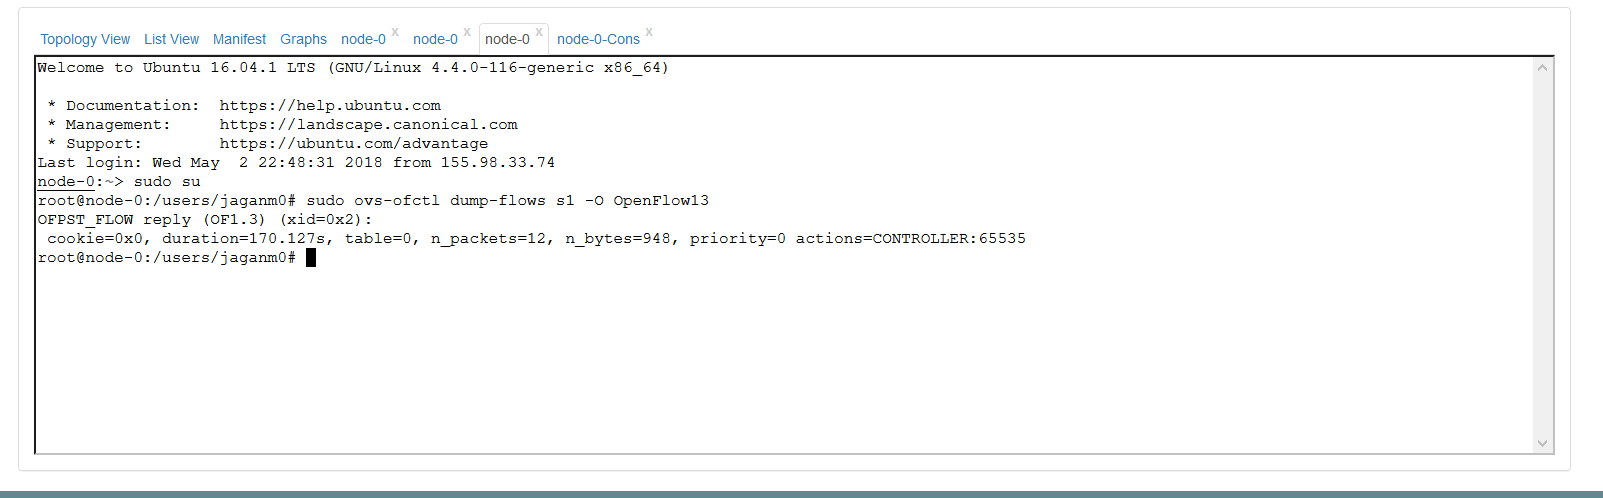 Topology View List View Manifest Graphs node-0 x node-0 x node-0 x node-0-Cons x
Welcome to Ubuntu 16.04.1 LTS (GNU/Linux 4.4.0-116-generic x86_64)
* Documentation:  https://help.ubuntu.com
* Management:     https://landscape.canonical.com
* Support:        https://ubuntu.com/advantage
Last login: Wed May  2 22:48:31 2018 from 155.98.33.74
node-0:~> sudo su
root@node-0:/users/jaganm0# sudo ovs-ofctl dump-flows s1 -O OpenFlow13
OFPST_FLOW reply (OF1.3) (xid=0x2):
cookie=0x0, duration=170.127s, table=0, n_packets=12, n_bytes=948, priority=0 actions=CONTROLLER:65535
root@node-0:/users/jaganm0#